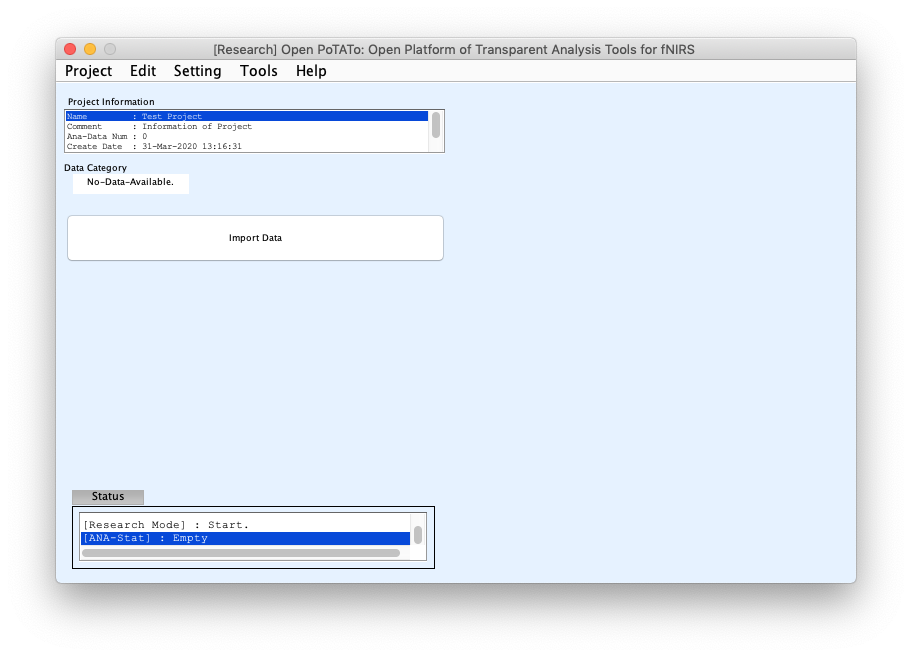 [Research] Open PoTATo: Open Platform of Transparent Analysis Tools for fNIRS
Project Edit Setting Tools Help
Project Information
Name : Test Project
Comment : Information of Project
Ana-Data Num : 0
Create Date : 31-Mar-2020 13:16:31
Data Category
No-Data-Available.
Import Data
Status
[Research Mode] : Start.
[ANA-Stat] : Empty